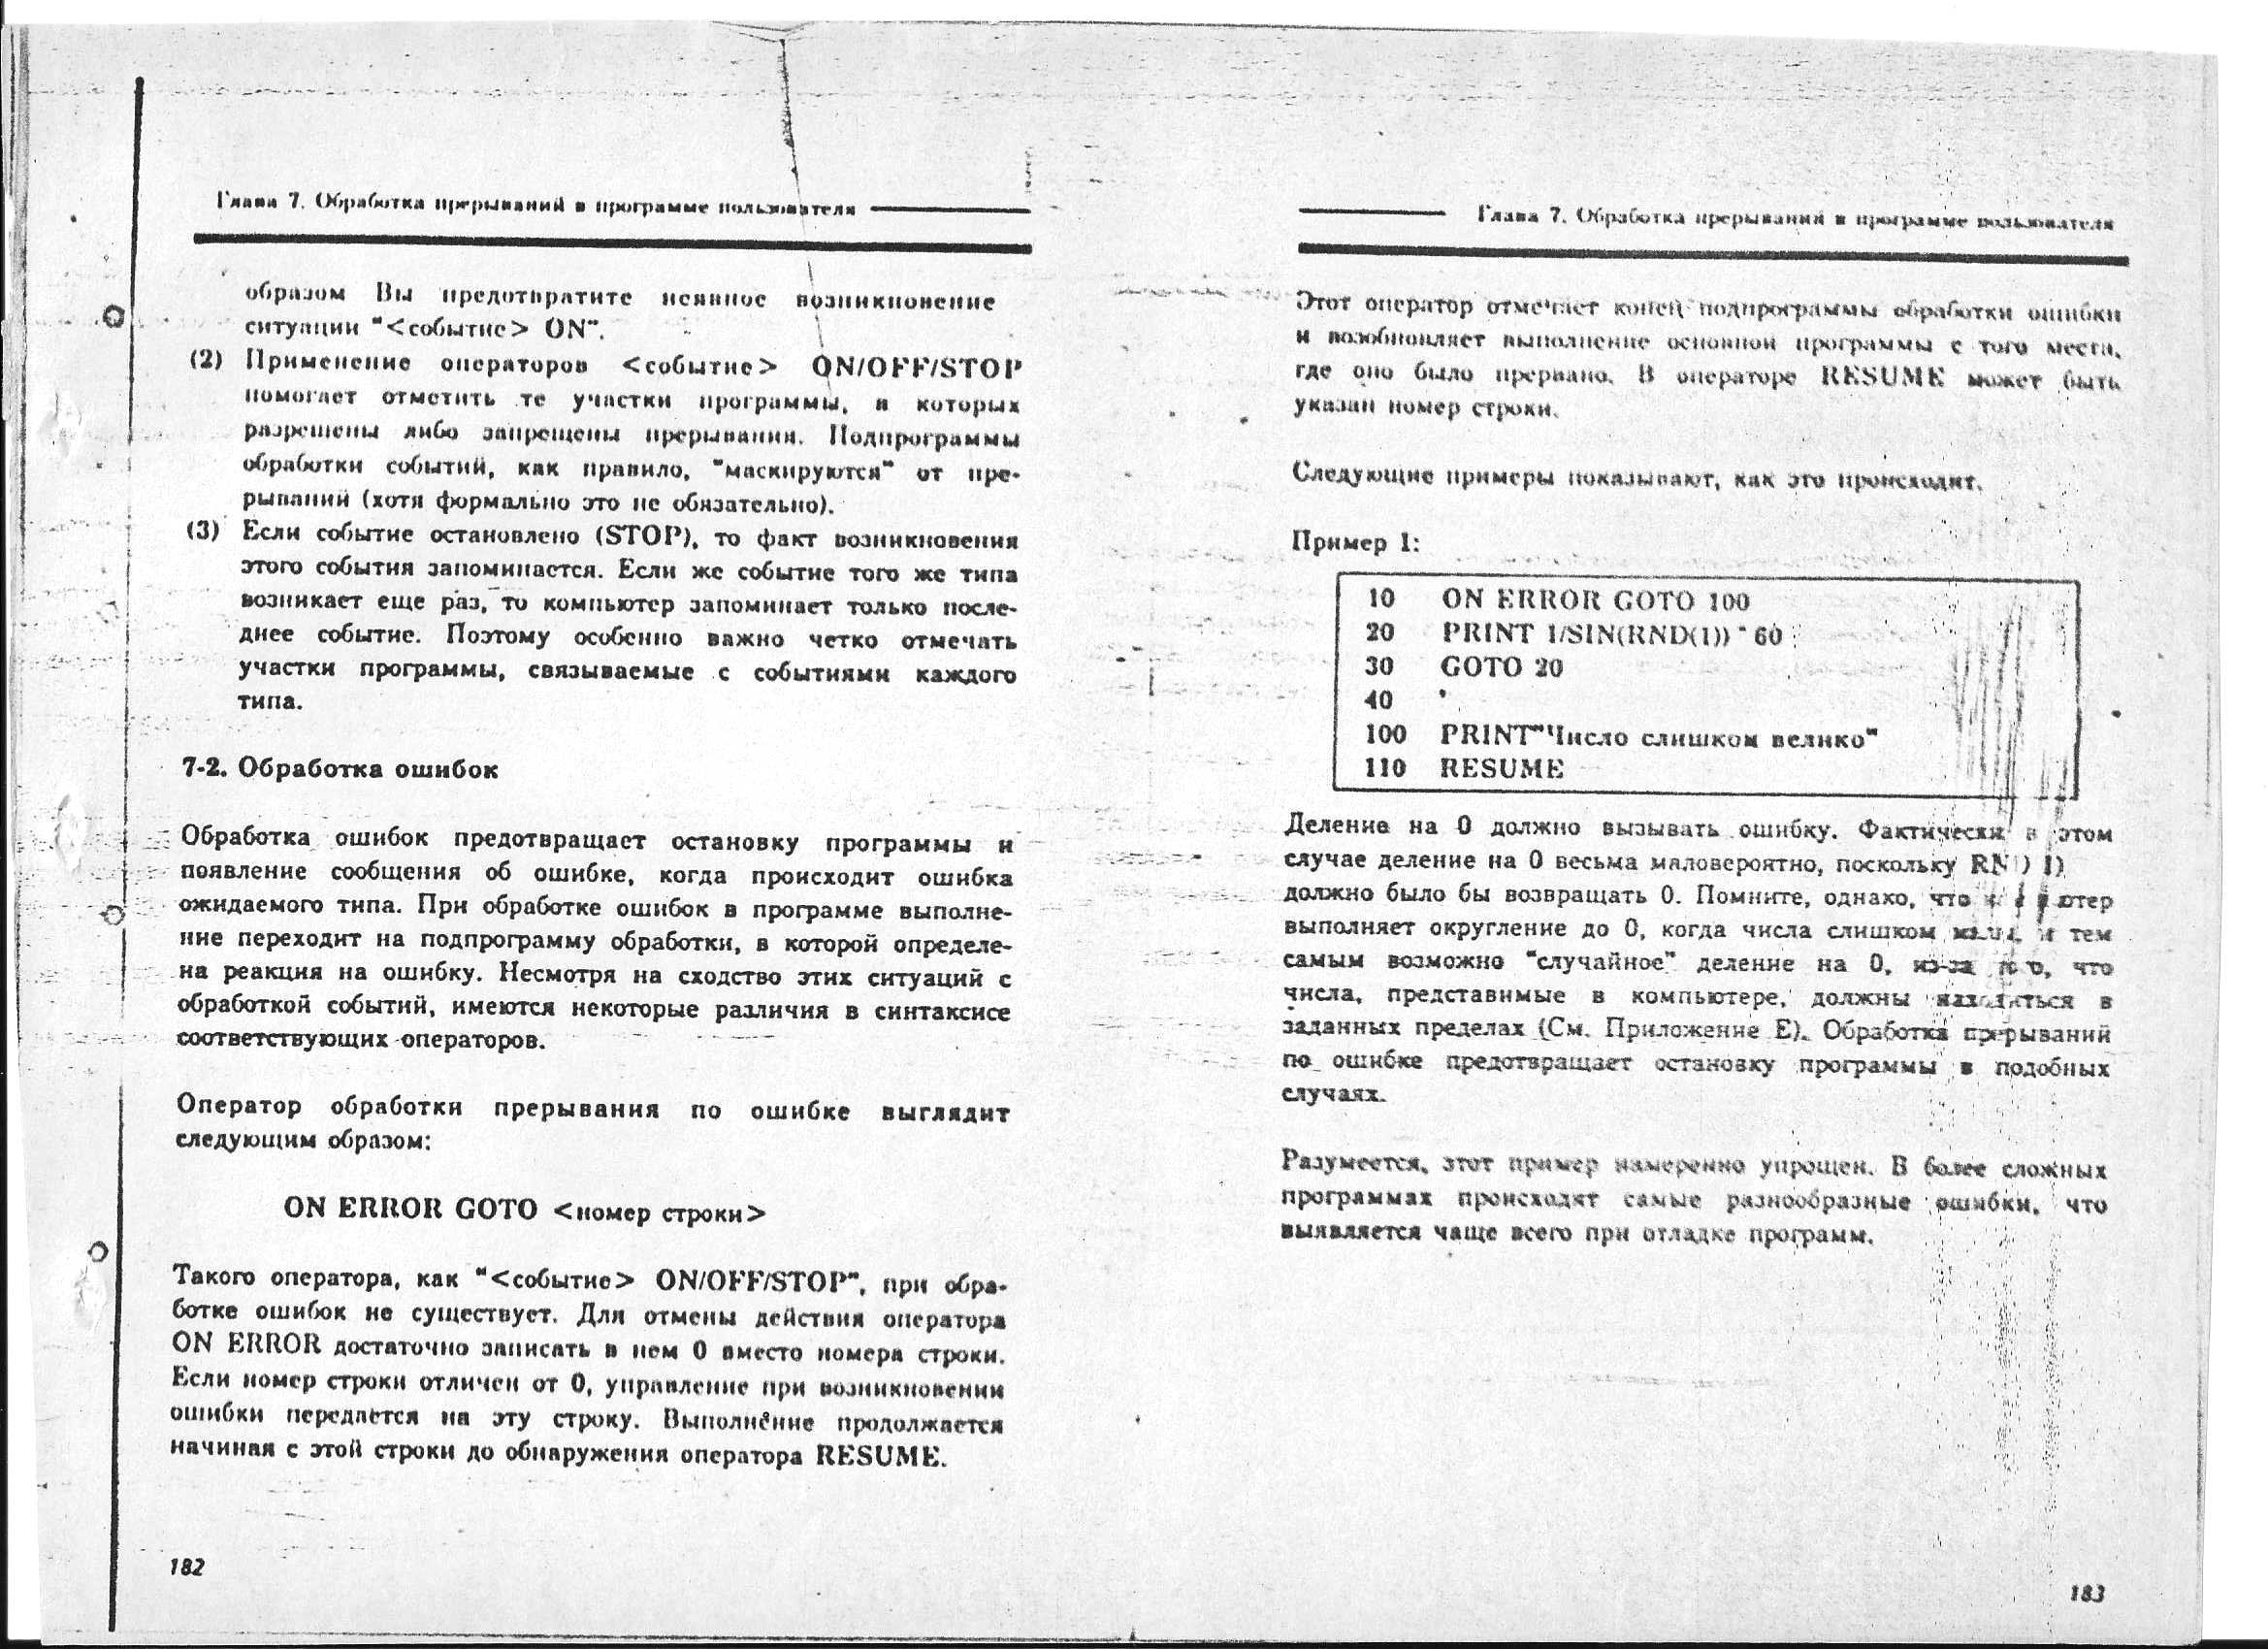 Глава 7. Обработка прерываний в программе пользователя
образом Вы предотвратите неявное возникновение
ситуации "<событие> ON".
(2) Применение операторов <событие> ON/OFF/STOP
помогает отметить те участки программы, в которых
разрешены либо запрещены прерывания. Подпрограммы
обработки событий, как правило, "маскируются" от пре-
рываний (хотя формально это не обязательно).
(3) Если событие остановлено (STOP), то факт возникновения
этого события запоминается. Если же событие того же типа
возникает еще раз, то компьютер запоминает только после-
днее событие. Поэтому особенно важно четко отмечать
участки программы, связываемые с событиями каждого
типа.
7-2. Обработка ошибок
Обработка ошибок предотвращает остановку программы и
появление сообщения об ошибке, когда происходит ошибка
ожидаемого типа. При обработке ошибок в программе выполне-
ние переходит на подпрограмму обработки, в которой определе-
на реакция на ошибку. Несмотря на сходство этих ситуаций с
обработкой событий, имеются некоторые различия в синтаксисе
соответствующих операторов.
Оператор обработки прерывания по ошибке выглядит
следующим образом:
ON ERROR GOTO <номер строки>
Такого оператора, как "<событие> ON/OFF/STOP", при обра-
ботке ошибок не существует. Для отмены действия оператора
ON ERROR достаточно записать в нем 0 вместо номера строки.
Если номер строки отличен от 0, управление при возникновении
ошибки передается на эту строку. Выполнение продолжается
начиная с этой строки до обнаружения оператора RESUME.
182
Глава 7. Обработка прерываний в программе пользователя
Этот оператор отмечает конец подпрограммы обработки ошибки
и возобновляет выполнение основной программы с того места,
где оно было прервано. В операторе RESUME может быть
указан номер строки.
Следующие примеры показывают, как это происходит.
Пример 1:
10 ON ERROR GOTO 100
20 PRINT 1/SIN(RND(1)) ^ 60
30 GOTO 20
40 '
100 PRINT"Число слишком велико"
110 RESUME
Деление на 0 должно вызывать ошибку. Фактически в этом
случае деление на 0 весьма маловероятно, поскольку
должно было бы возвращать 0. Помните, однако, что
выполняет округление до 0, когда числа слишком малы, и тем
самым возможно "случайное" деление на 0, из-за того, что
числа, представимые в компьютере, должны находиться в
заданных пределах (См. Приложение E). Обработка прерываний
по ошибке предотвращает остановку программы в подобных
случаях.
Разумеется, этот пример намеренно упрощен. В более сложных
программах происходят самые разнообразные ошибки, что
выявляется чаще всего при отладке программ.
183